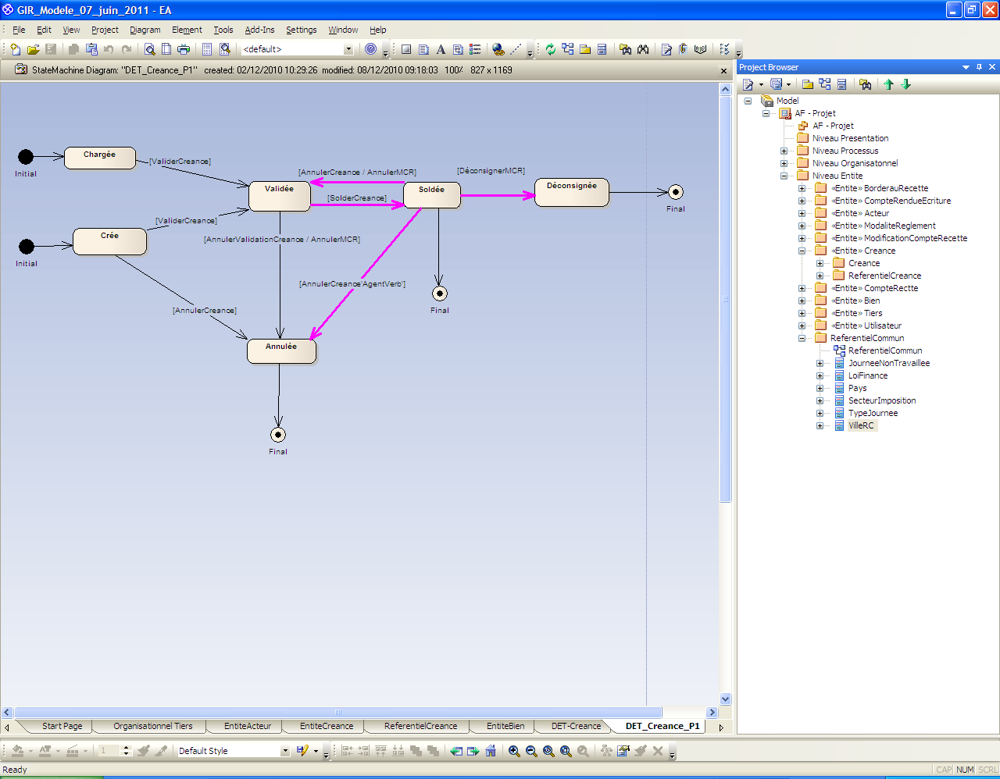 GIR_Modele_07_juin_2011 - EA
File Edit View Project Diagram Element Tools Add-Ins Settings Window Help
<default>
StateMachine Diagram: "DET_Creance_P1" created: 02/12/2010 10:29:26 modified: 08/12/2010 09:18:03 100% 827 x 1169
Chargée
Initial
[ValiderCreance]
[AnnulerCreance / AnnulerMCR]
[DéconsignerMCR]
Validée
Soldée
Déconsignée
[SolderCreance]
Final
[ValiderCreance]
Crée
[AnnulerValidationCreance / AnnulerMCR]
Initial
[AnnulerCreance'AgentVerb']
Final
[AnnulerCreance]
Annulée
Final
Project Browser
Model
AF - Projet
AF - Projet
Niveau Presentation
Niveau Processus
Niveau Organisatonnel
Niveau Entite
«Entite» BorderauRecette
«Entite» CompteRendueEcriture
«Entite» Acteur
«Entite» ModaliteReglement
«Entite» ModificationCompteRecette
«Entite» Creance
Creance
ReferentielCreance
«Entite» CompteRectte
«Entite» Bien
«Entite» Tiers
«Entite» Utilisateur
ReferentielCommun
ReferentielCommun
JourneeNonTravaillee
LoiFinance
Pays
SecteurImposition
TypeJournee
VilleRC
Start Page Organisationnel Tiers EntiteActeur EntiteCreance ReferentielCreance EntiteBien DET-Creance DET_Creance_P1
1 Default Style
Ready CAP NUM SCRL